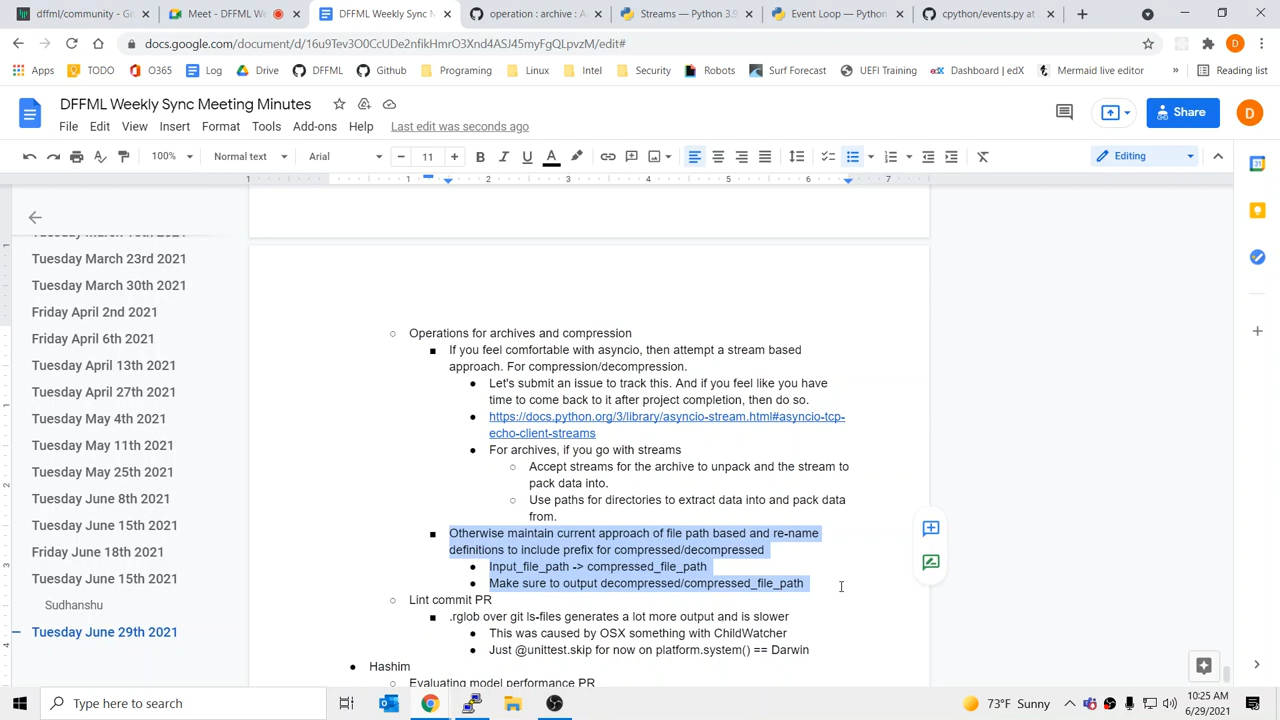 dffml/community - Gi
Meet - DFFML We
DFFML Weekly Sync M
operation : archive : A
Streams — Python 3.9
Event Loop — Python
cpython/events.py at
docs.google.com/document/d/16u9Tev3O0CcUDe2nfikHmrO3Xnd4ASJ45myFgQLpvzM/edit#
Apps
TODO
O365
Log
Drive
DFFML
Github
Programing
Linux
Intel
Security
Robots
Surf Forecast
UEFI Training
Dashboard | edX
Mermaid live editor
»
Reading list
DFFML Weekly Sync Meeting Minutes
Share
D
File Edit View Insert Format Tools Add-ons Help Last edit was seconds ago
100% Normal text Arial 11 Editing
1 1 2 3 4 5 6 7
Tuesday March 23rd 2021
Tuesday March 30th 2021
Friday April 2nd 2021
Friday April 6th 2021
Tuesday April 13th 2021
Tuesday April 27th 2021
Tuesday May 4th 2021
Tuesday May 11th 2021
Tuesday May 25th 2021
Tuesday June 8th 2021
Tuesday June 15th 2021
Friday June 18th 2021
Tuesday June 15th 2021
Sudhanshu
Tuesday June 29th 2021
Operations for archives and compression
If you feel comfortable with asyncio, then attempt a stream based
approach. For compression/decompression.
Let's submit an issue to track this. And if you feel like you have
time to come back to it after project completion, then do so.
https://docs.python.org/3/library/asyncio-stream.html#asyncio-tcp-
echo-client-streams
For archives, if you go with streams
Accept streams for the archive to unpack and the stream to
pack data into.
Use paths for directories to extract data into and pack data
from.
Otherwise maintain current approach of file path based and re-name
definitions to include prefix for compressed/decompressed
Input_file_path -> compressed_file_path
Make sure to output decompressed/compressed_file_path
Lint commit PR
.rglob over git ls-files generates a lot more output and is slower
This was caused by OSX something with ChildWatcher
Just @unittest.skip for now on platform.system() == Darwin
Hashim
Evaluating model performance PR
Type here to search
73°F Sunny
10:25 AM
6/29/2021